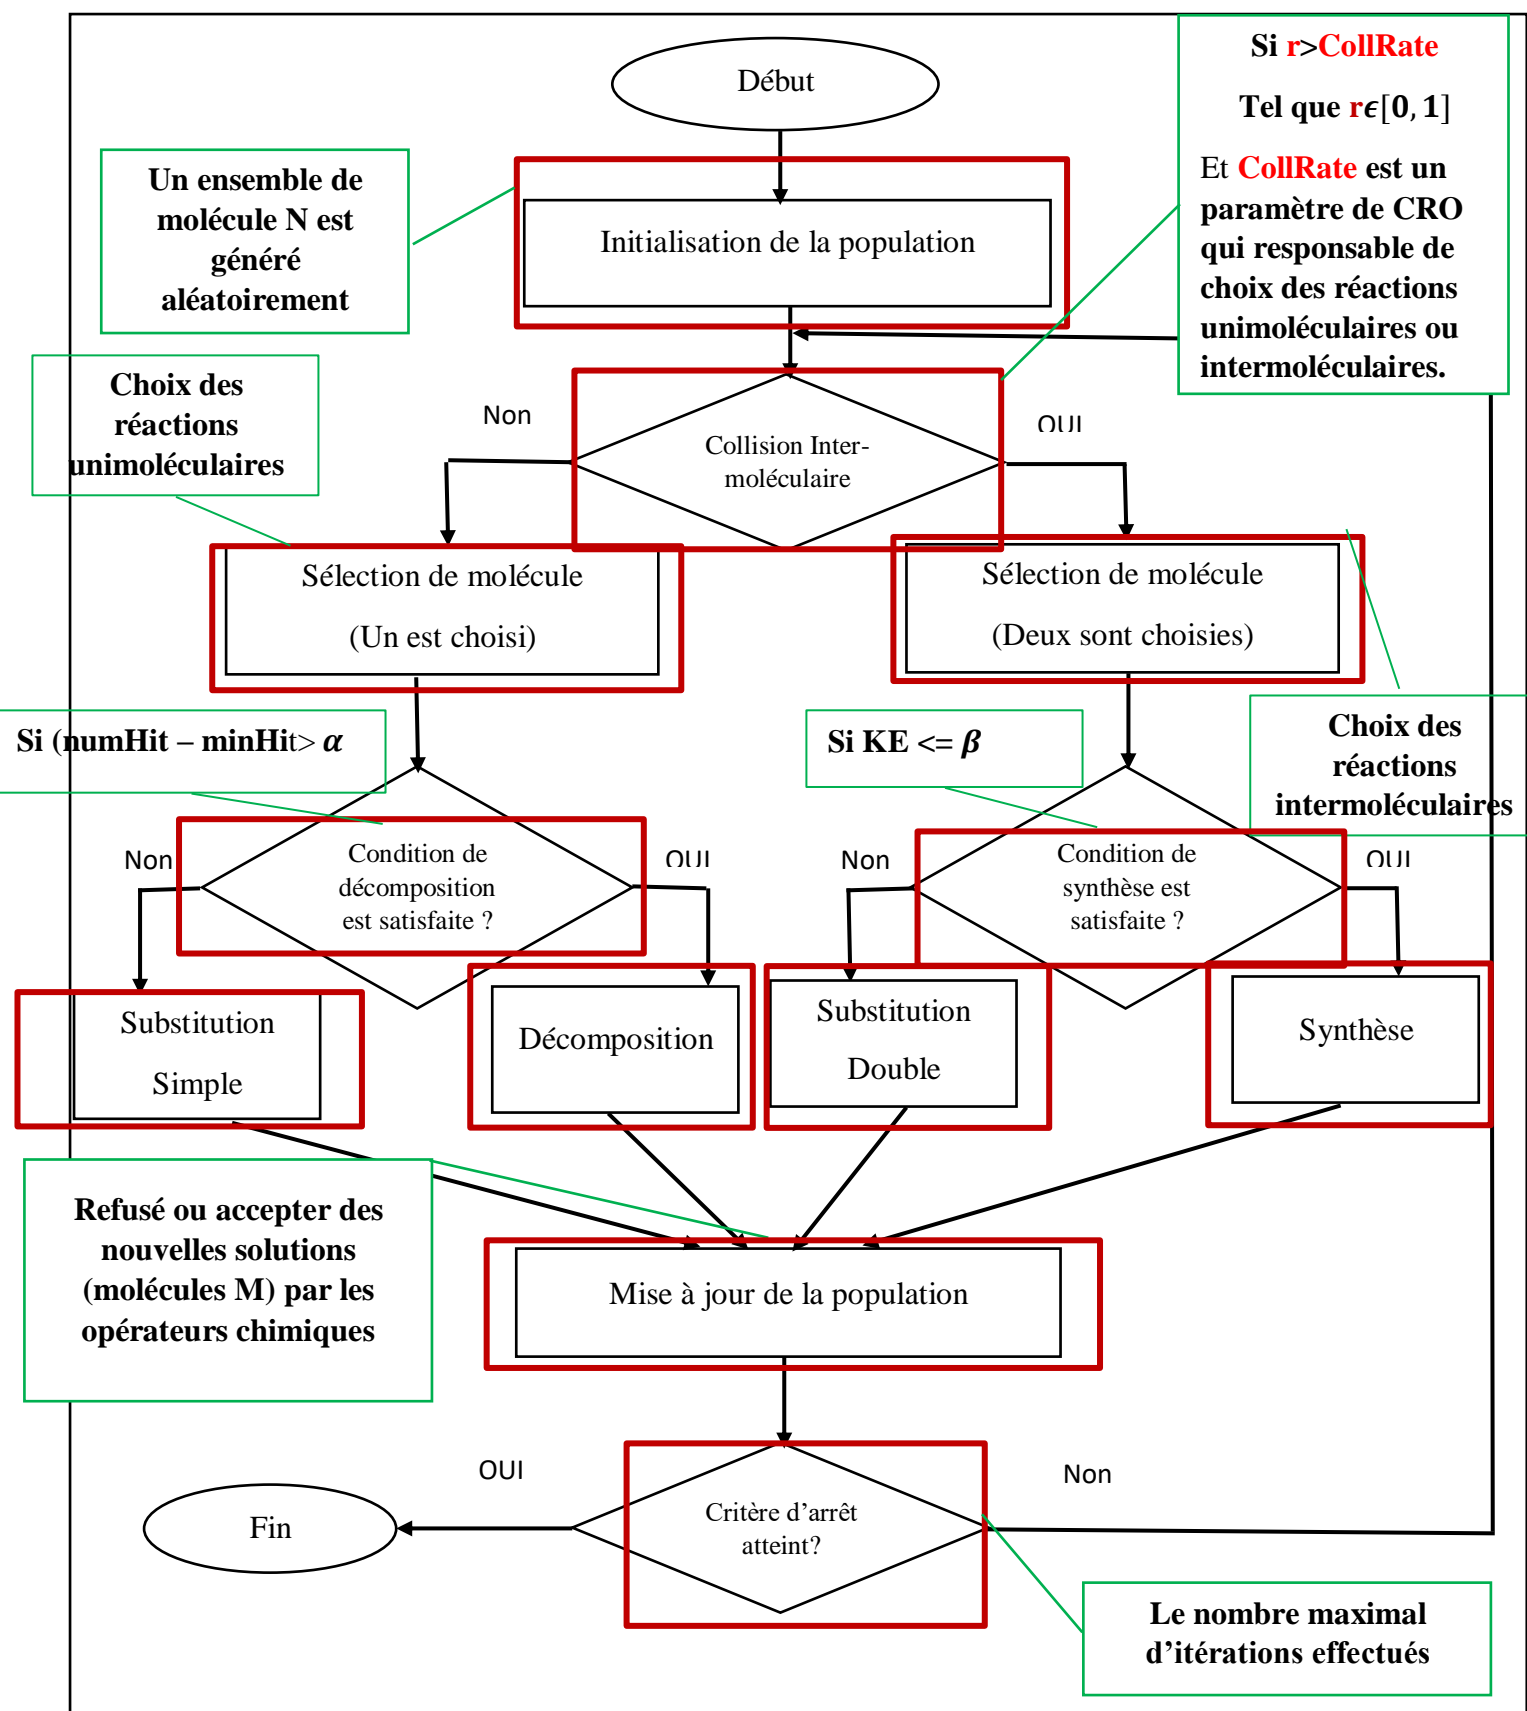 Début
Si r>CollRate
Tel que rϵ[0, 1]
Et CollRate est un
paramètre de CRO
qui responsable de
choix des réactions
unimoléculaires ou
intermoléculaires.
Un ensemble de
molécule N est
généré
aléatoirement
Initialisation de la population
Choix des
réactions
unimoléculaires
Non
Collision Inter-
moléculaire
OUI
Sélection de molécule
(Un est choisi)
Sélection de molécule
(Deux sont choisies)
Si (numHit – minHit> α
Si KE <= β
Choix des
réactions
intermoléculaires
Non
Condition de
décomposition
est satisfaite ?
OUI
Non
Condition de
synthèse est
satisfaite ?
OUI
Substitution
Simple
Décomposition
Substitution
Double
Synthèse
Refusé ou accepter des
nouvelles solutions
(molécules M) par les
opérateurs chimiques
Mise à jour de la population
OUI
Non
Fin
Critère d’arrêt
atteint?
Le nombre maximal
d’itérations effectués